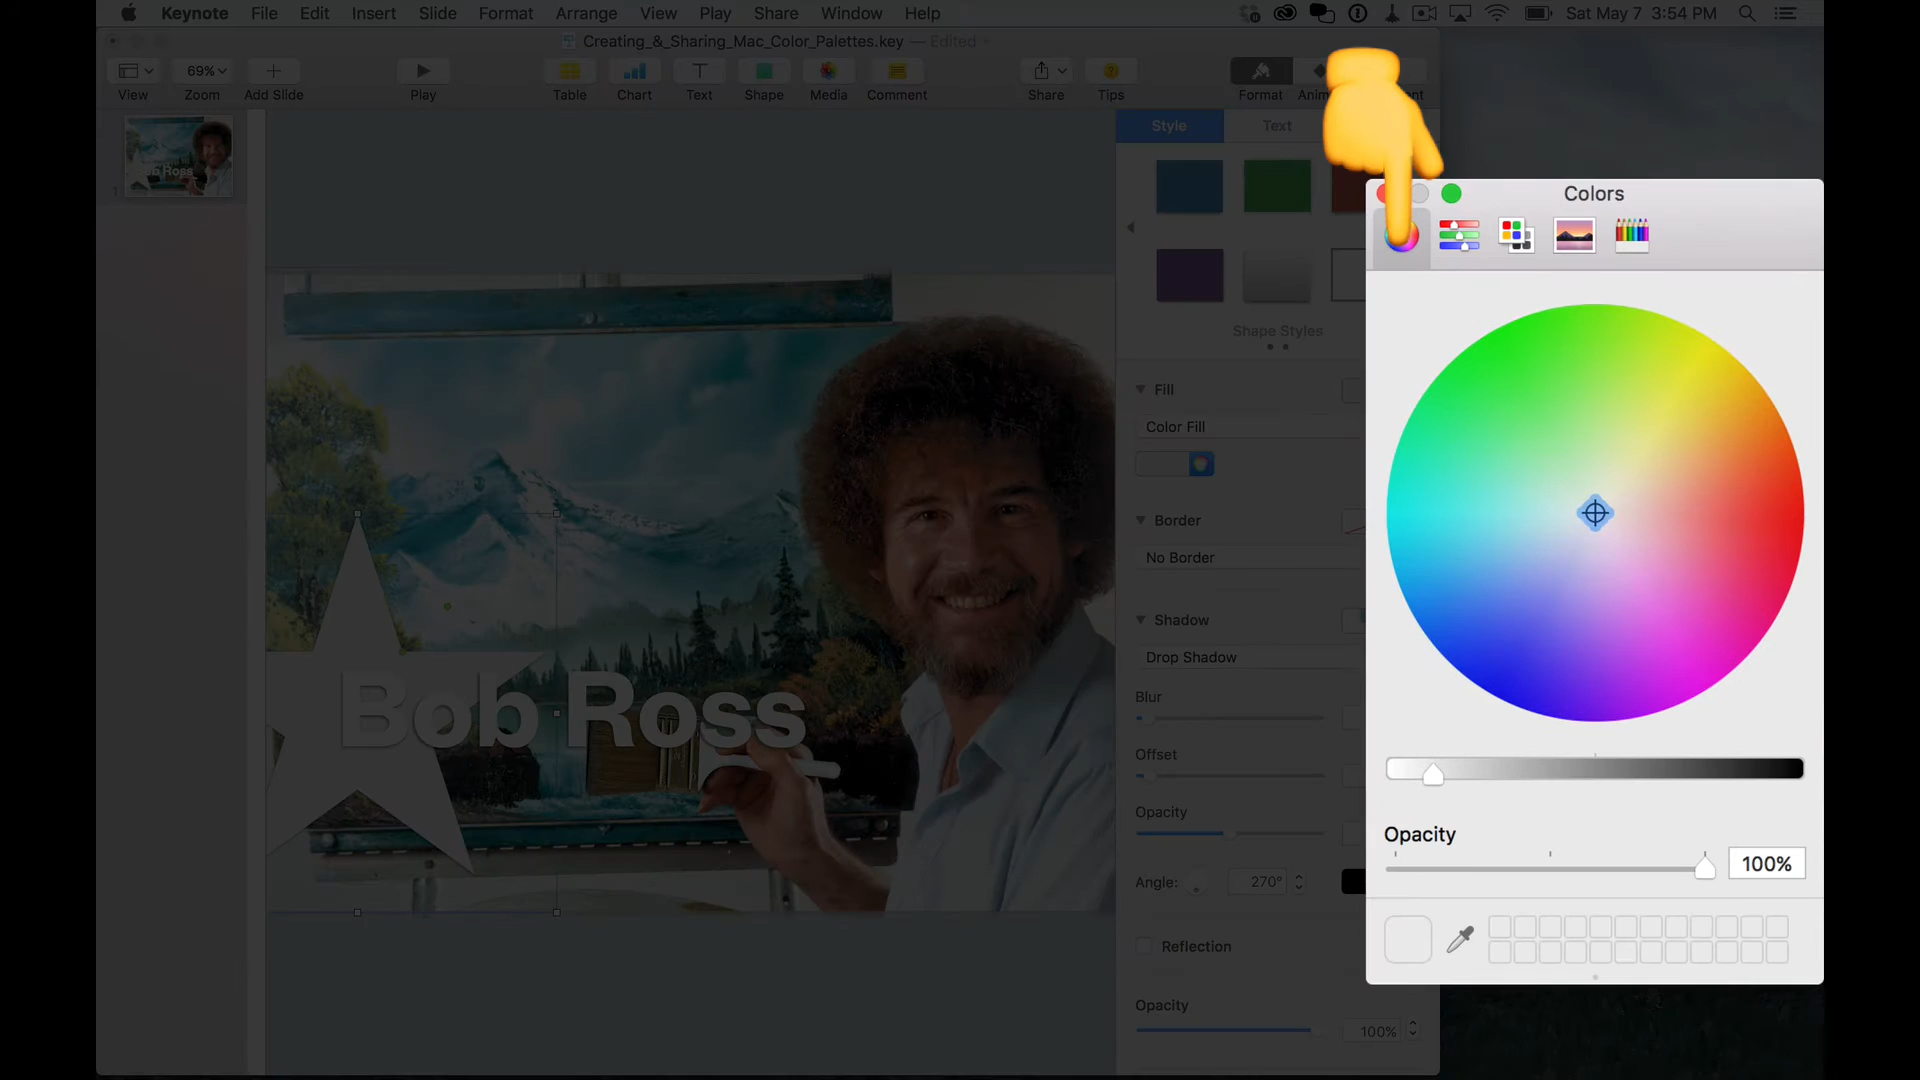 Keynote File Edit Insert Slide Format Arrange View Play Share Window Help
Sat May 7 3:54 PM
Creating_&_Sharing_Mac_Color_Palettes.key — Edited
69%
View Zoom Add Slide Play Table Chart Text Shape Media Comment Share Tips Format
Style Text
Colors
1
Bob Ross
Shape Styles
Fill
Color Fill
Border
No Border
Shadow
Drop Shadow
Blur
Offset
Opacity
Angle: 270°
Reflection
Opacity
100%
Opacity
100%
Bob Ross